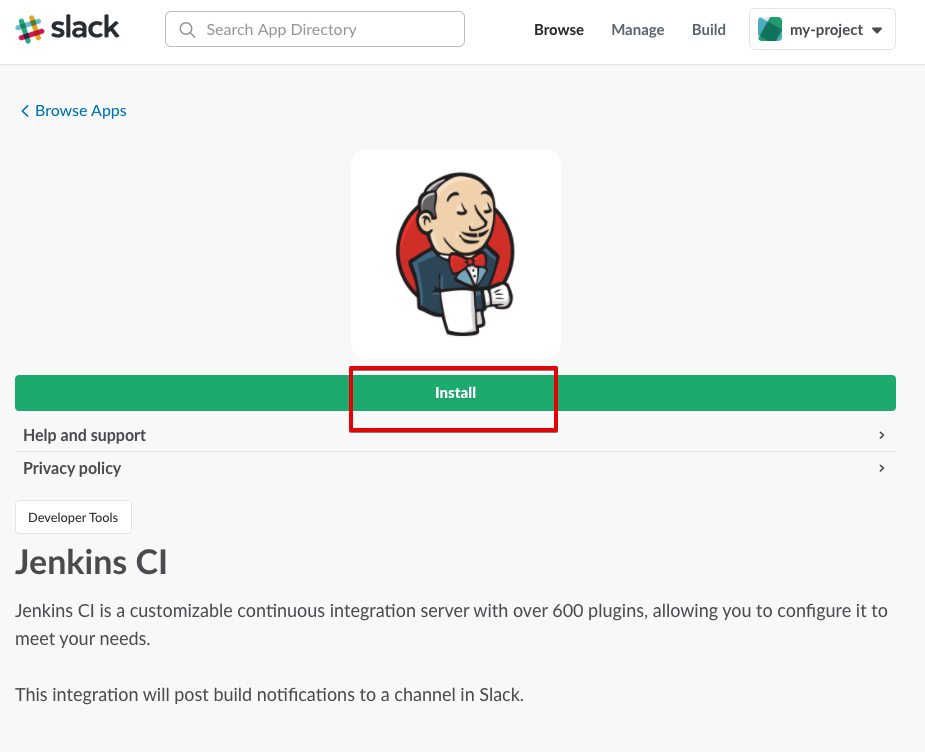 slack
Search App Directory
Browse
Manage
Build
my-project
Browse Apps
Install
Help and support
Privacy policy
Developer Tools
Jenkins CI
Jenkins CI is a customizable continuous integration server with over 600 plugins, allowing you to configure it to
meet your needs.
This integration will post build notifications to a channel in Slack.